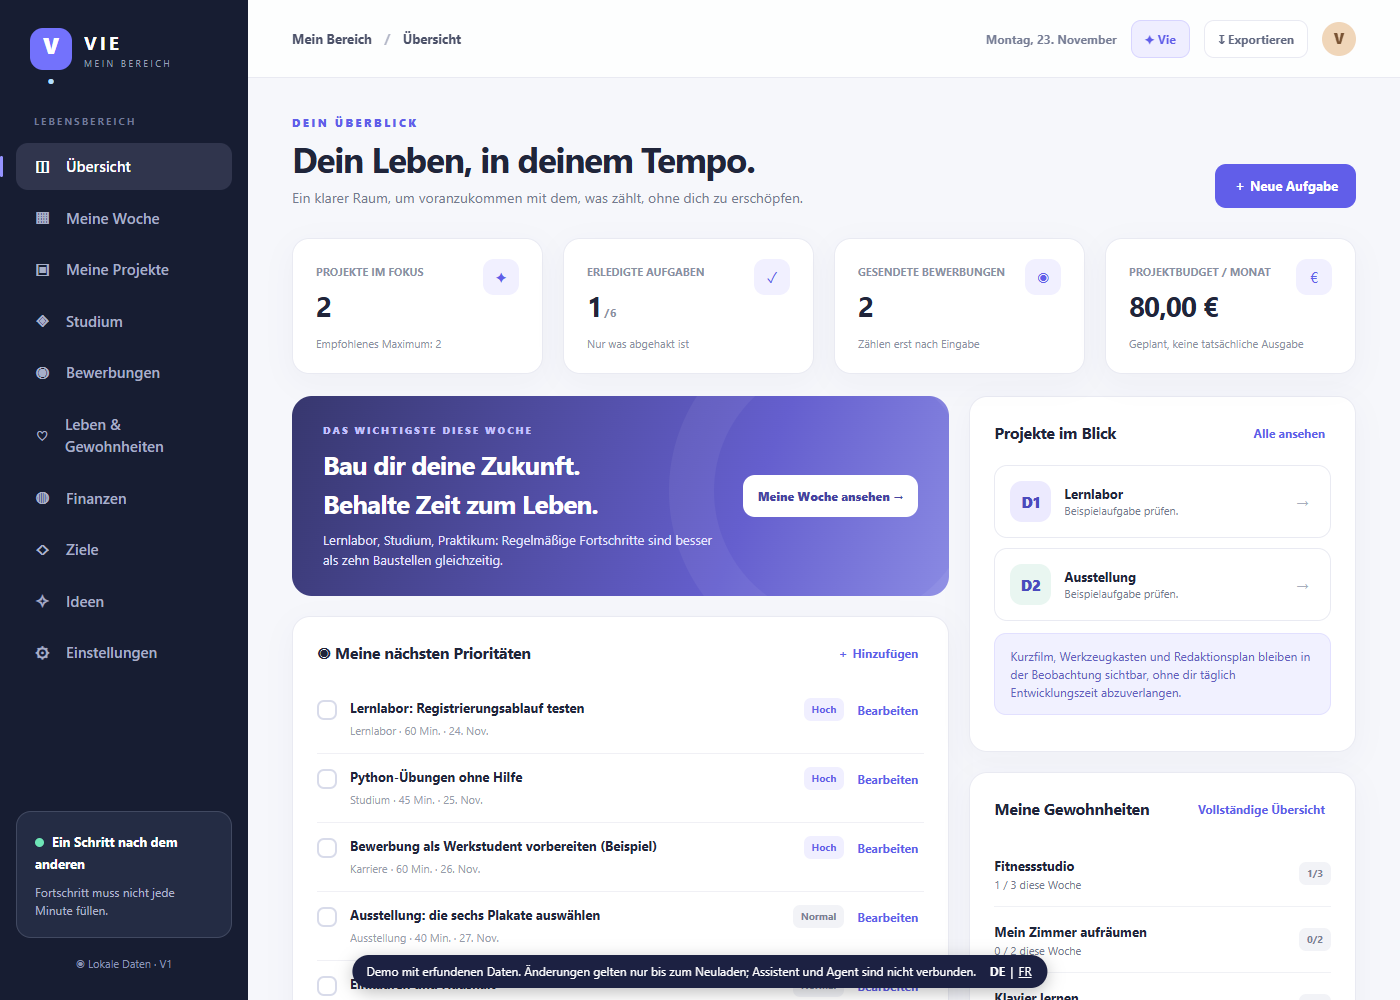 V
VIE
MEIN BEREICH
LEBENSBEREICH
Übersicht
Meine Woche
Meine Projekte
Studium
Bewerbungen
Leben &
Gewohnheiten
Finanzen
Ziele
Ideen
Einstellungen
Ein Schritt nach dem
anderen
Fortschritt muss nicht jede
Minute füllen.
Lokale Daten · V1
Mein Bereich / Übersicht
Montag, 23. November
✦ Vie
↧ Exportieren
V
DEIN ÜBERBLICK
Dein Leben, in deinem Tempo.
Ein klarer Raum, um voranzukommen mit dem, was zählt, ohne dich zu erschöpfen.
+ Neue Aufgabe
PROJEKTE IM FOKUS
✦
2
Empfohlenes Maximum: 2
ERLEDIGTE AUFGABEN
✓
1 /6
Nur was abgehakt ist
GESENDETE BEWERBUNGEN
◉
2
Zählen erst nach Eingabe
PROJEKTBUDGET / MONAT
€
80,00 €
Geplant, keine tatsächliche Ausgabe
DAS WICHTIGSTE DIESE WOCHE
Bau dir deine Zukunft.
Behalte Zeit zum Leben.
Lernlabor, Studium, Praktikum: Regelmäßige Fortschritte sind besser
als zehn Baustellen gleichzeitig.
Meine Woche ansehen →
◉ Meine nächsten Prioritäten
+ Hinzufügen
Lernlabor: Registrierungsablauf testen
Lernlabor · 60 Min. · 24. Nov.
Hoch
Bearbeiten
Python-Übungen ohne Hilfe
Studium · 45 Min. · 25. Nov.
Hoch
Bearbeiten
Bewerbung als Werkstudent vorbereiten (Beispiel)
Karriere · 60 Min. · 26. Nov.
Hoch
Bearbeiten
Ausstellung: die sechs Plakate auswählen
Ausstellung · 40 Min. · 27. Nov.
Normal
Bearbeiten
Projekte im Blick
Alle ansehen
D1
Lernlabor
Beispielaufgabe prüfen.
→
D2
Ausstellung
Beispielaufgabe prüfen.
→
Kurzfilm, Werkzeugkasten und Redaktionsplan bleiben in
der Beobachtung sichtbar, ohne dir täglich
Entwicklungszeit abzuverlangen.
Meine Gewohnheiten
Vollständige Übersicht
Fitnessstudio
1 / 3 diese Woche
1/3
Mein Zimmer aufräumen
0 / 2 diese Woche
0/2
Klavier lernen
Demo mit erfundenen Daten. Änderungen gelten nur bis zum Neuladen; Assistent und Agent sind nicht verbunden. DE | FR